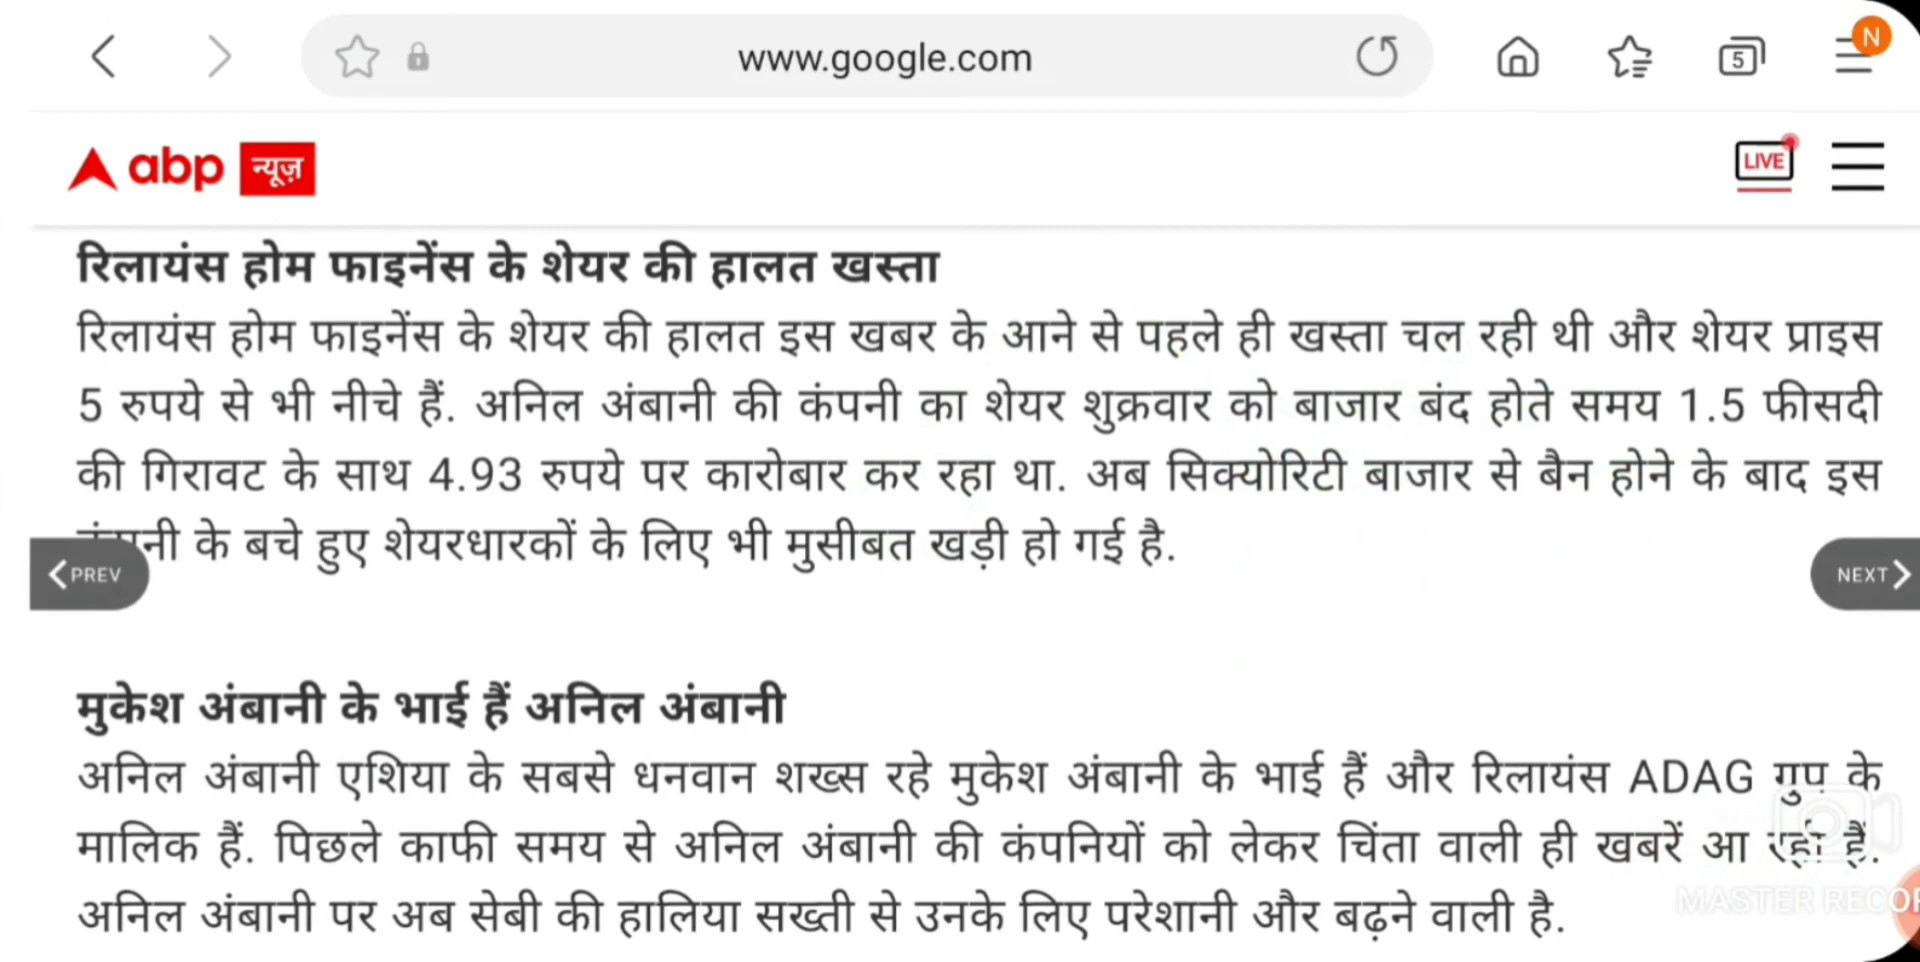 www.google.com
5
N
abp न्यूज़
LIVE
रिलायंस होम फाइनेंस के शेयर की हालत खस्ता
रिलायंस होम फाइनेंस के शेयर की हालत इस खबर के आने से पहले ही खस्ता चल रही थी और शेयर प्राइस
5 रुपये से भी नीचे हैं. अनिल अंबानी की कंपनी का शेयर शुक्रवार को बाजार बंद होते समय 1.5 फीसदी
की गिरावट के साथ 4.93 रुपये पर कारोबार कर रहा था. अब सिक्योरिटी बाजार से बैन होने के बाद इस
के बचे हुए शेयरधारकों के लिए भी मुसीबत खड़ी हो गई है.
PREV
NEXT
मुकेश अंबानी के भाई हैं अनिल अंबानी
अनिल अंबानी एशिया के सबसे धनवान शख्स रहे मुकेश अंबानी के भाई हैं और रिलायंस ADAG ग्रुप के
मालिक हैं. पिछले काफी समय से अनिल अंबानी की कंपनियों को लेकर चिंता वाली ही खबरें आ रही हैं.
अनिल अंबानी पर अब सेबी की हालिया सख्ती से उनके लिए परेशानी और बढ़ने वाली है.
MASTER RECOR